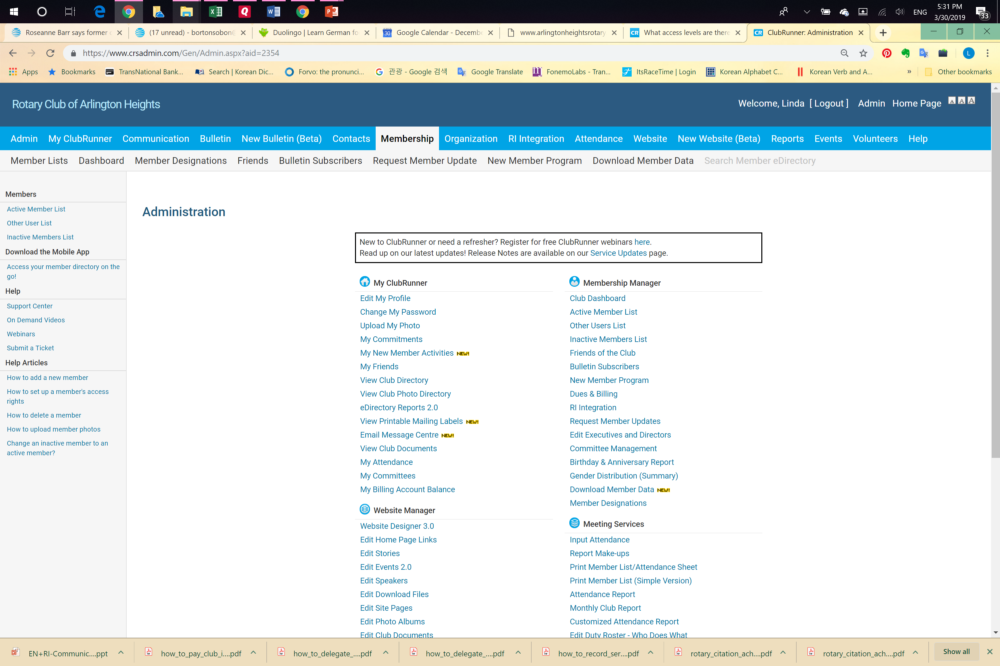 ENG
5:31 PM
3/30/2019
33
Roseanne Barr says former
(17 unread) - bortonsobon@
Duolingo | Learn German fo
Google Calendar - Decembe
www.arlingtonheightsrotary
What access levels are there
ClubRunner: Administration
https://www.crsadmin.com/Gen/Admin.aspx?aid=2354
L
Apps
Bookmarks
TransNational Bank...
Search | Korean Dic...
Forvo: the pronunci...
관광 - Google 검색
Google Translate
FonemoLabs - Tran...
ItsRaceTime | Login
Korean Alphabet C...
Korean Verb and A...
»
Other bookmarks
Rotary Club of Arlington Heights
Welcome, Linda [ Logout ] Admin Home Page A A A
Admin My ClubRunner Communication Bulletin New Bulletin (Beta) Contacts Membership Organization RI Integration Attendance Website New Website (Beta) Reports Events Volunteers Help
Member Lists Dashboard Member Designations Friends Bulletin Subscribers Request Member Update New Member Program Download Member Data Search Member eDirectory
Members
Active Member List
Other User List
Inactive Members List
Download the Mobile App
Access your member directory on the
go!
Help
Support Center
On Demand Videos
Webinars
Submit a Ticket
Help Articles
How to add a new member
How to set up a member's access
rights
How to delete a member
How to upload member photos
Change an inactive member to an
active member?
Administration
New to ClubRunner or need a refresher? Register for free ClubRunner webinars here.
Read up on our latest updates! Release Notes are available on our Service Updates page.
My ClubRunner
Edit My Profile
Change My Password
Upload My Photo
My Commitments
My New Member Activities NEW!
My Friends
View Club Directory
View Club Photo Directory
eDirectory Reports 2.0
View Printable Mailing Labels NEW!
Email Message Centre NEW!
View Club Documents
My Attendance
My Committees
My Billing Account Balance
Website Manager
Website Designer 3.0
Edit Home Page Links
Edit Stories
Edit Events 2.0
Edit Speakers
Edit Download Files
Edit Site Pages
Edit Photo Albums
Edit Club Documents
Membership Manager
Club Dashboard
Active Member List
Other Users List
Inactive Members List
Friends of the Club
Bulletin Subscribers
New Member Program
Dues & Billing
RI Integration
Request Member Updates
Edit Executives and Directors
Committee Management
Birthday & Anniversary Report
Gender Distribution (Summary)
Download Member Data NEW!
Member Designations
Meeting Services
Input Attendance
Report Make-ups
Print Member List/Attendance Sheet
Print Member List (Simple Version)
Attendance Report
Monthly Club Report
Customized Attendance Report
Edit Duty Roster - Who Does What
EN+RI-Communic....ppt
how_to_pay_club_i....pdf
how_to_delegate_....pdf
how_to_delegate_....pdf
how_to_record_ser....pdf
rotary_citation_ach....pdf
rotary_citation_ach....pdf
Show all